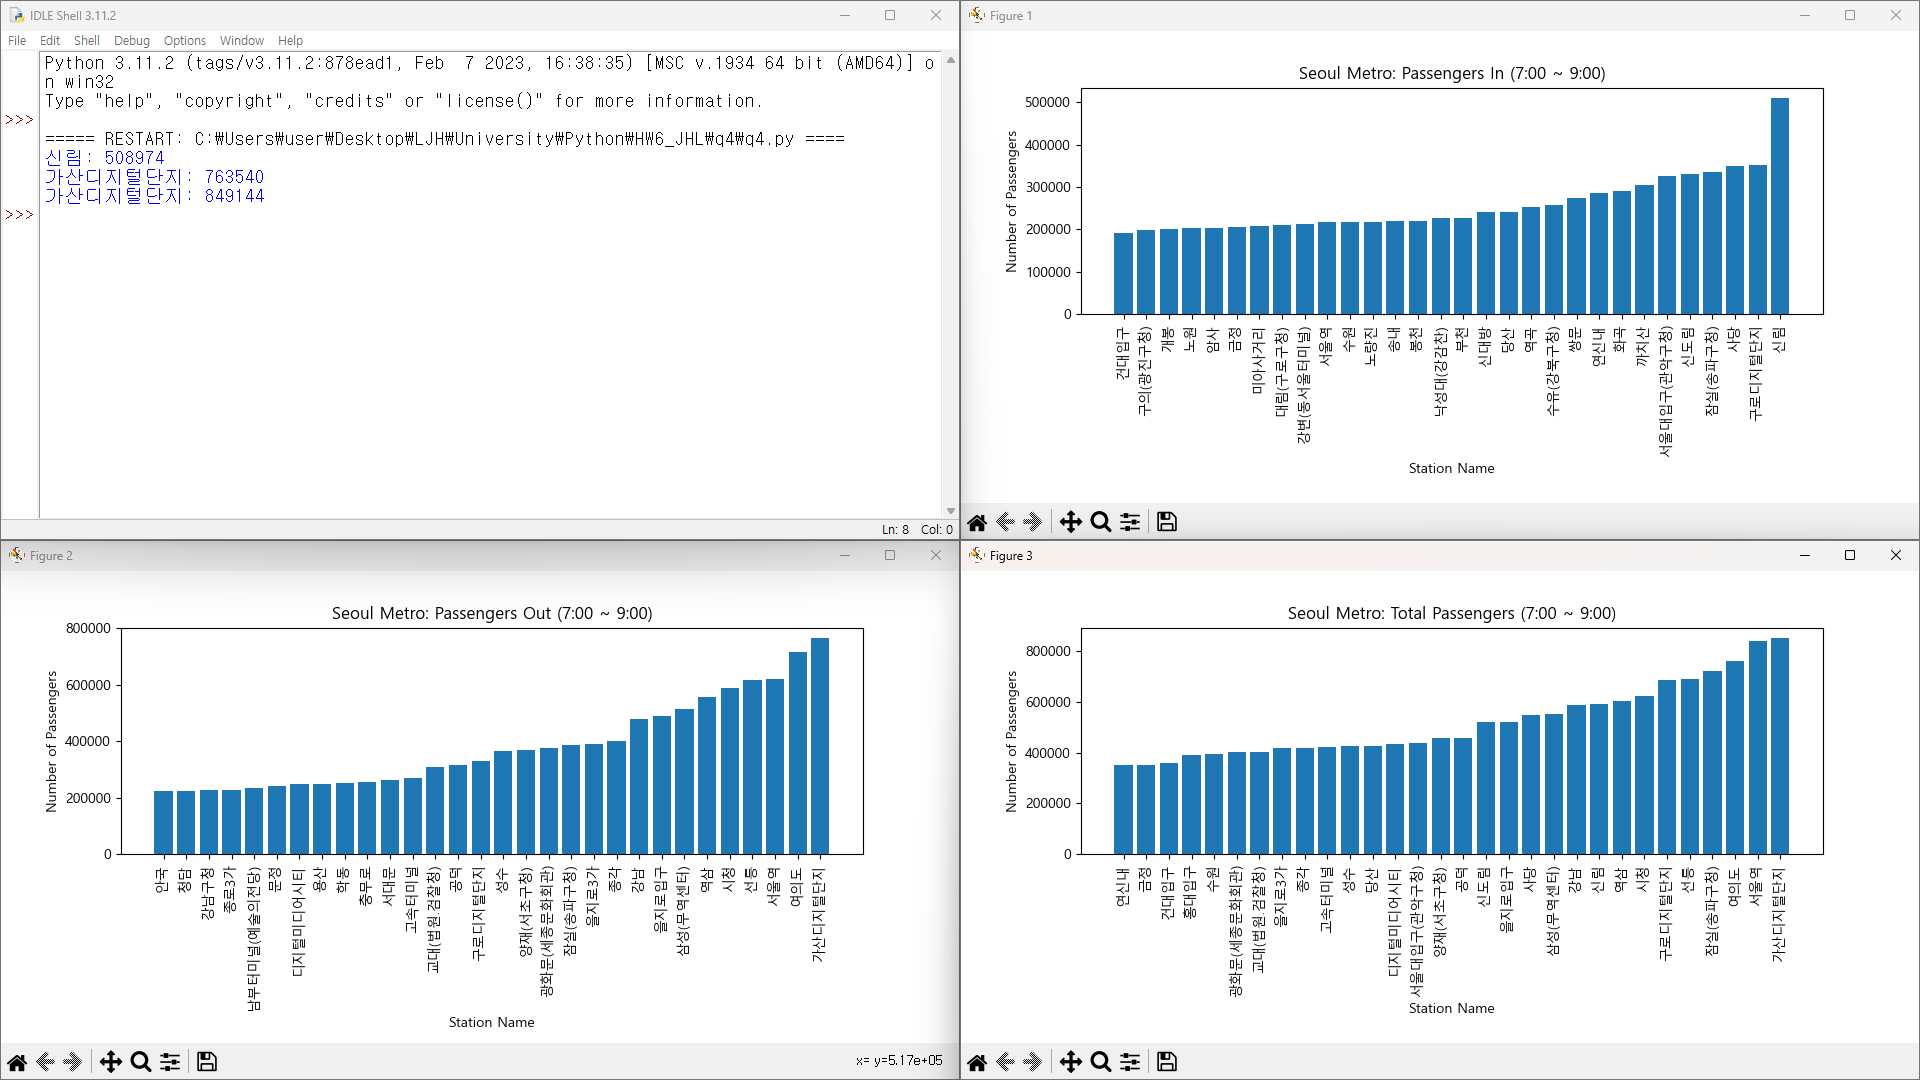 IDLE Shell 3.11.2
File Edit Shell Debug Options Window Help
Python 3.11.2 (tags/v3.11.2:878ead1, Feb  7 2023, 16:38:35) [MSC v.1934 64 bit (AMD64)] o
n win32
Type "help", "copyright", "credits" or "license()" for more information.
>>>
===== RESTART: C:₩Users₩user₩Desktop₩LJH₩University₩Python₩HW6_JHL₩q4₩q4.py ====
신림: 508974
가산디지털단지: 763540
가산디지털단지: 849144
>>>
Ln: 8 Col: 0
Figure 1
Seoul Metro: Passengers In (7:00 ~ 9:00)
Number of Passengers
500000
400000
300000
200000
100000
0
건대입구
구의(광진구청)
개봉
노원
암사
금정
미아사거리
대림(구로구청)
강변(동서울터미널)
서울역
수원
노량진
송내
봉천
낙성대(강감찬)
부천
신대방
당산
역곡
수유(강북구청)
쌍문
연신내
화곡
까치산
서울대입구(관악구청)
신도림
잠실(송파구청)
사당
구로디지털단지
신림
Station Name
Figure 2
Seoul Metro: Passengers Out (7:00 ~ 9:00)
Number of Passengers
800000
600000
400000
200000
0
안국
청담
강남구청
종로3가
남부터미널(예술의전당)
문정
디지털미디어시티
용산
학동
충무로
서대문
고속터미널
교대(법원.검찰청)
공덕
구로디지털단지
성수
양재(서초구청)
광화문(세종문화회관)
잠실(송파구청)
을지로3가
종각
강남
을지로입구
삼성(무역센터)
역삼
시청
선릉
서울역
여의도
가산디지털단지
Station Name
x= y=5.17e+05
Figure 3
Seoul Metro: Total Passengers (7:00 ~ 9:00)
Number of Passengers
800000
600000
400000
200000
0
연신내
금정
건대입구
홍대입구
수원
광화문(세종문화회관)
교대(법원.검찰청)
을지로3가
종각
고속터미널
성수
당산
디지털미디어시티
서울대입구(관악구청)
양재(서초구청)
공덕
신도림
을지로입구
사당
삼성(무역센터)
강남
신림
역삼
시청
구로디지털단지
선릉
잠실(송파구청)
여의도
서울역
가산디지털단지
Station Name